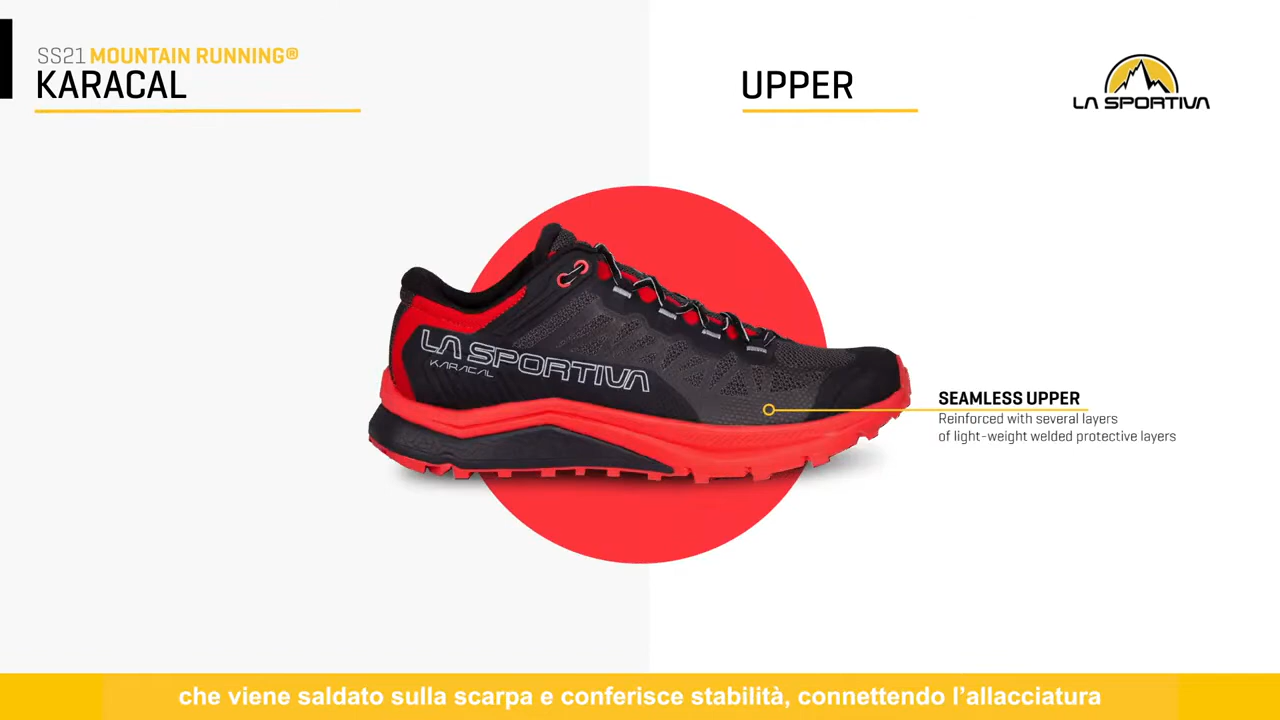 SS21 MOUNTAIN RUNNING®
KARACAL
UPPER
LA SPORTIVA
LA SPORTIVA
KARACAL
SEAMLESS UPPER
Reinforced with several layers
of light-weight welded protective layers
che viene saldato sulla scarpa e conferisce stabilità, connettendo l’allacciatura